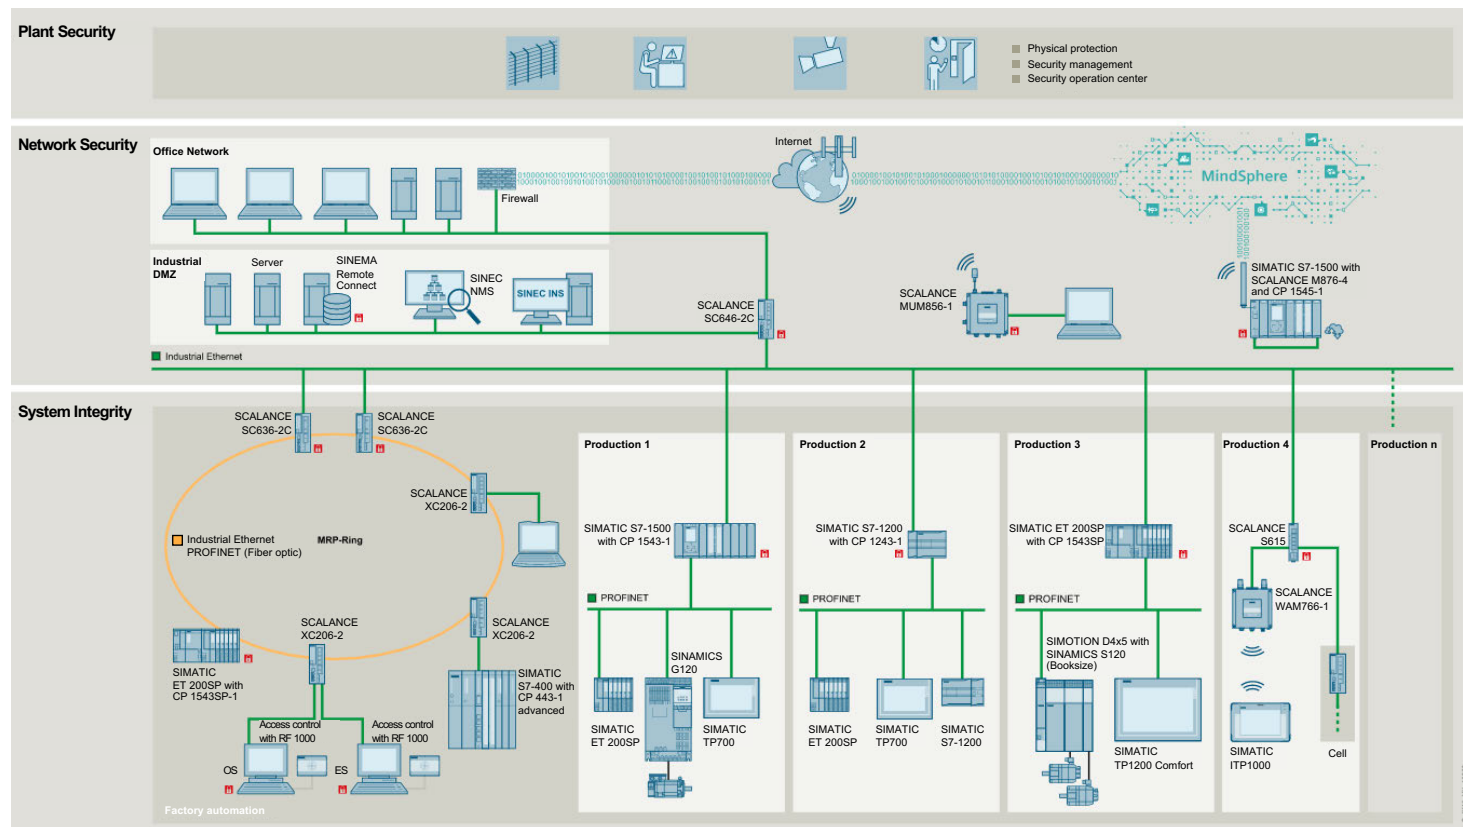 Plant Security
Physical protection
Security management
Security operation center
Network Security
Office Network
Firewall
Internet
MindSphere
Industrial
DMZ
Server
SINEMA
Remote
Connect
SINEC
NMS
SINEC INS
SCALANCE
SC646-2C
SCALANCE
MUM856-1
SIMATIC S7-1500 with
SCALANCE M876-4
and CP 1545-1
Industrial Ethernet
System Integrity
SCALANCE
SC636-2C
SCALANCE
SC636-2C
SCALANCE
XC206-2
Industrial Ethernet
PROFINET (Fiber optic)
MRP-Ring
SCALANCE
XC206-2
SCALANCE
XC206-2
SIMATIC
ET 200SP with
CP 1543SP-1
SIMATIC
S7-400 with
CP 443-1
advanced
Access control
with RF 1000
Access control
with RF 1000
OS
ES
Factory automation
Production 1
SIMATIC S7-1500
with CP 1543-1
PROFINET
SINAMICS
G120
SIMATIC
ET 200SP
SIMATIC
TP700
Production 2
SIMATIC S7-1200
with CP 1243-1
PROFINET
SIMATIC
ET 200SP
SIMATIC
TP700
SIMATIC
S7-1200
Production 3
SIMATIC ET 200SP
with CP 1543SP
PROFINET
SIMOTION D4x5 with
SINAMICS S120
(Booksize)
SIMATIC
TP1200 Comfort
Production 4
SCALANCE
S615
SCALANCE
WAM766-1
SIMATIC
ITP1000
Cell
Production n